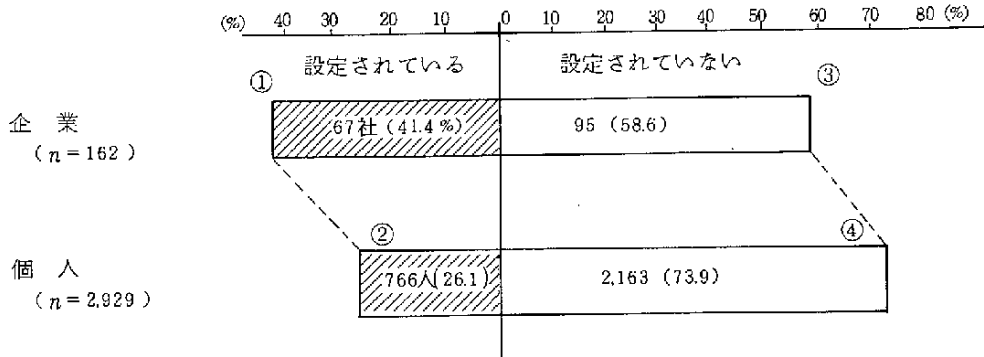 (%) 40 30 20 10 0 10 20 30 40 50 60 70 80 (%)
設定されている 設定されていない
① ③
企業 67社(41.4%) 95(58.6)
(n=162)
② ④
個人 766人(26.1) 2,163(73.9)
(n=2,929)